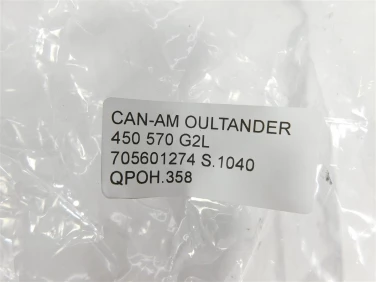 CAN-AM OULTANDER
450 570 G2L
705601274 S.1040
QPOH.358